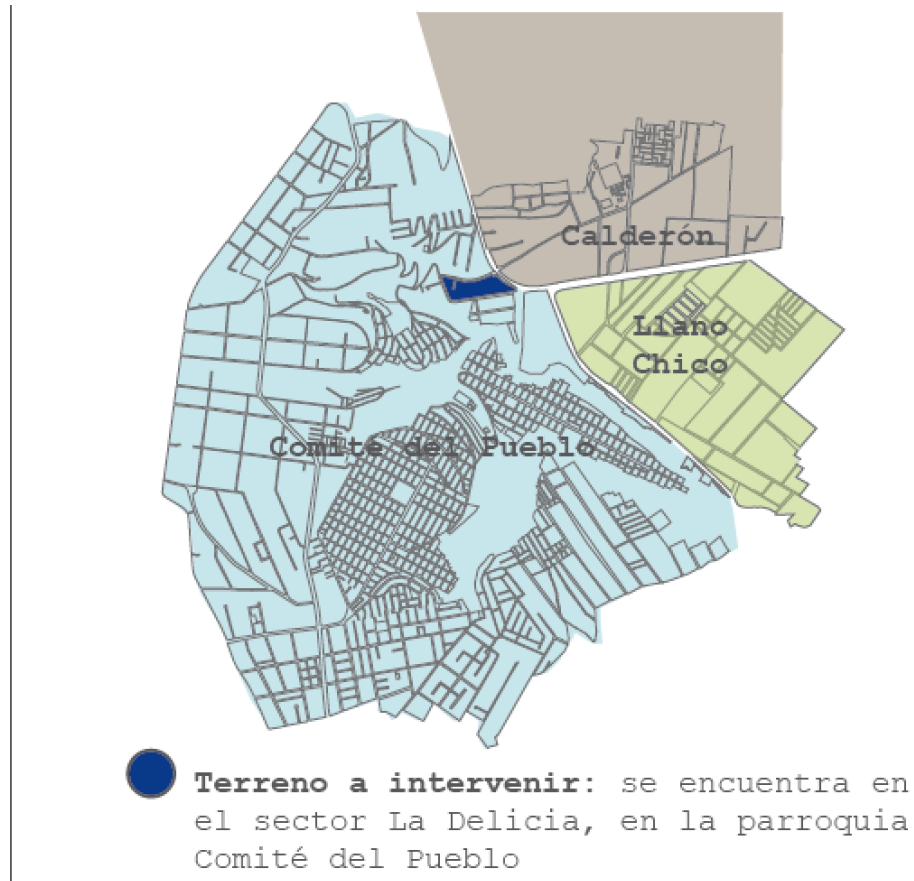 Calderón
Llano
Chico
Comité del Pueblo
Terreno a intervenir: se encuentra en
el sector La Delicia, en la parroquia
Comité del Pueblo